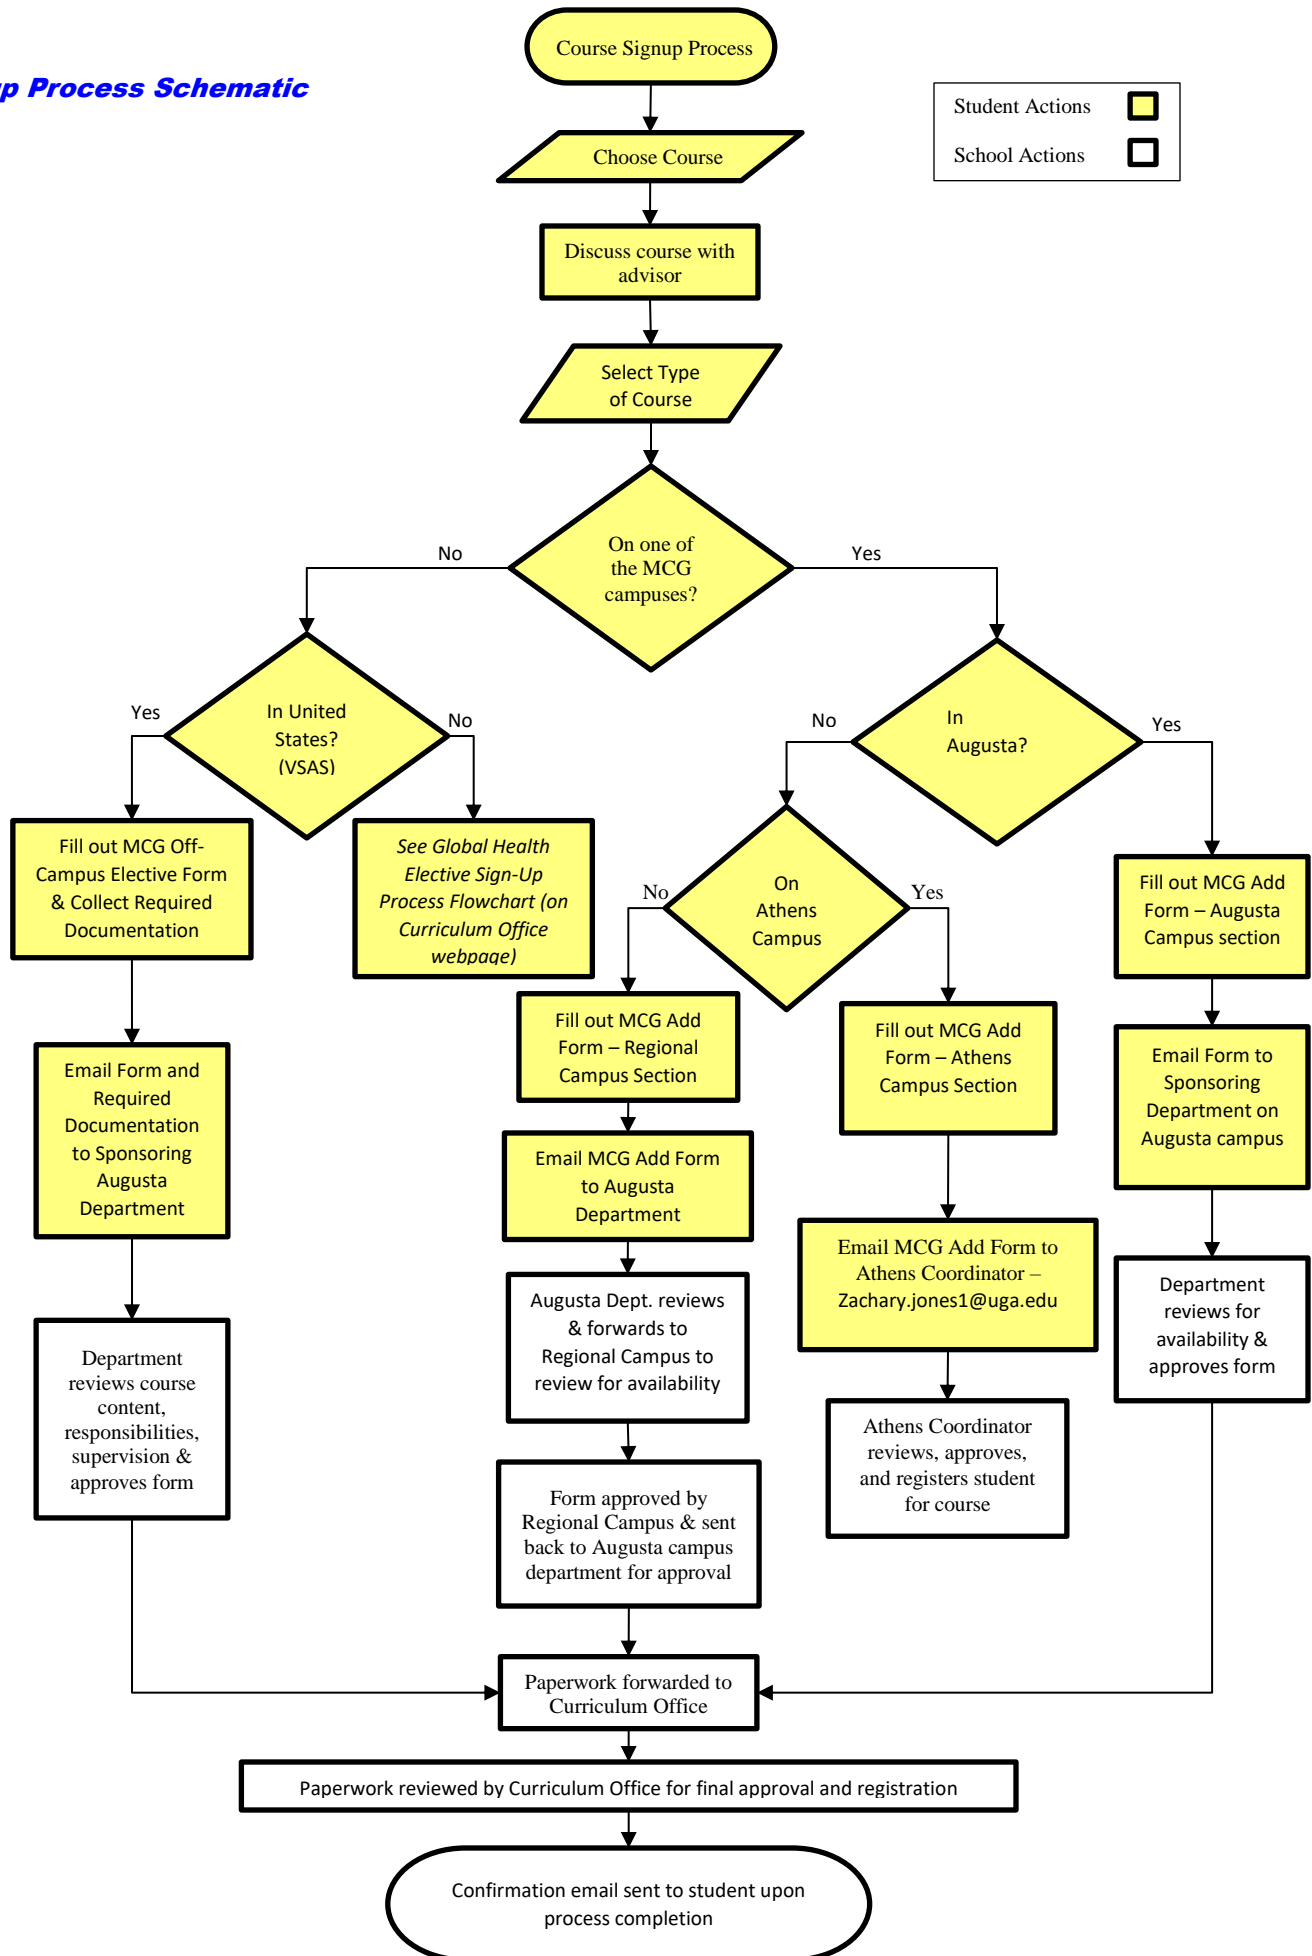 Course Signup Process
up Process Schematic
Student Actions
School Actions
Choose Course
Discuss course with
advisor
Select Type
of Course
On one of
the MCG
campuses?
No
Yes
In United
States?
(VSAS)
Yes
No
In
Augusta?
No
Yes
Fill out MCG Off-
Campus Elective Form
& Collect Required
Documentation
See Global Health
Elective Sign-Up
Process Flowchart (on
Curriculum Office
webpage)
On
Athens
Campus
No
Yes
Fill out MCG Add
Form – Augusta
Campus section
Fill out MCG Add
Form – Regional
Campus Section
Fill out MCG Add
Form – Athens
Campus Section
Email Form and
Required
Documentation
to Sponsoring
Augusta
Department
Email Form to
Sponsoring
Department on
Augusta campus
Email MCG Add Form
to Augusta
Department
Email MCG Add Form to
Athens Coordinator –
Zachary.jones1@uga.edu
Augusta Dept. reviews
& forwards to
Regional Campus to
review for availability
Department
reviews for
availability &
approves form
Department
reviews course
content,
responsibilities,
supervision &
approves form
Athens Coordinator
reviews, approves,
and registers student
for course
Form approved by
Regional Campus & sent
back to Augusta campus
department for approval
Paperwork forwarded to
Curriculum Office
Paperwork reviewed by Curriculum Office for final approval and registration
Confirmation email sent to student upon
process completion